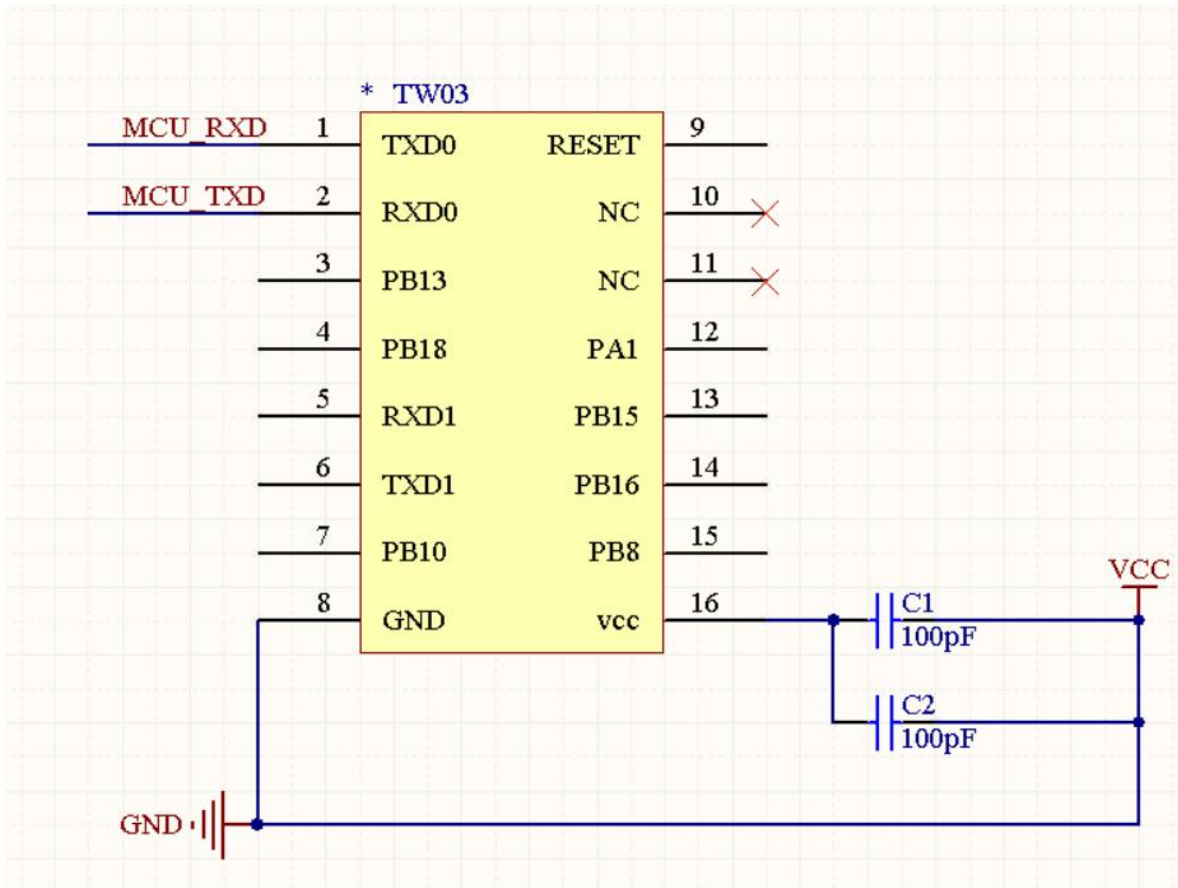 * TW03
MCU_RXD 1 TXD0 RESET 9
MCU_TXD 2 RXD0 NC 10
3 PB13 NC 11
4 PB18 PA1 12
5 RXD1 PB15 13
6 TXD1 PB16 14
7 PB10 PB8 15
VCC
8 GND vcc 16 C1
100pF
C2
100pF
GND